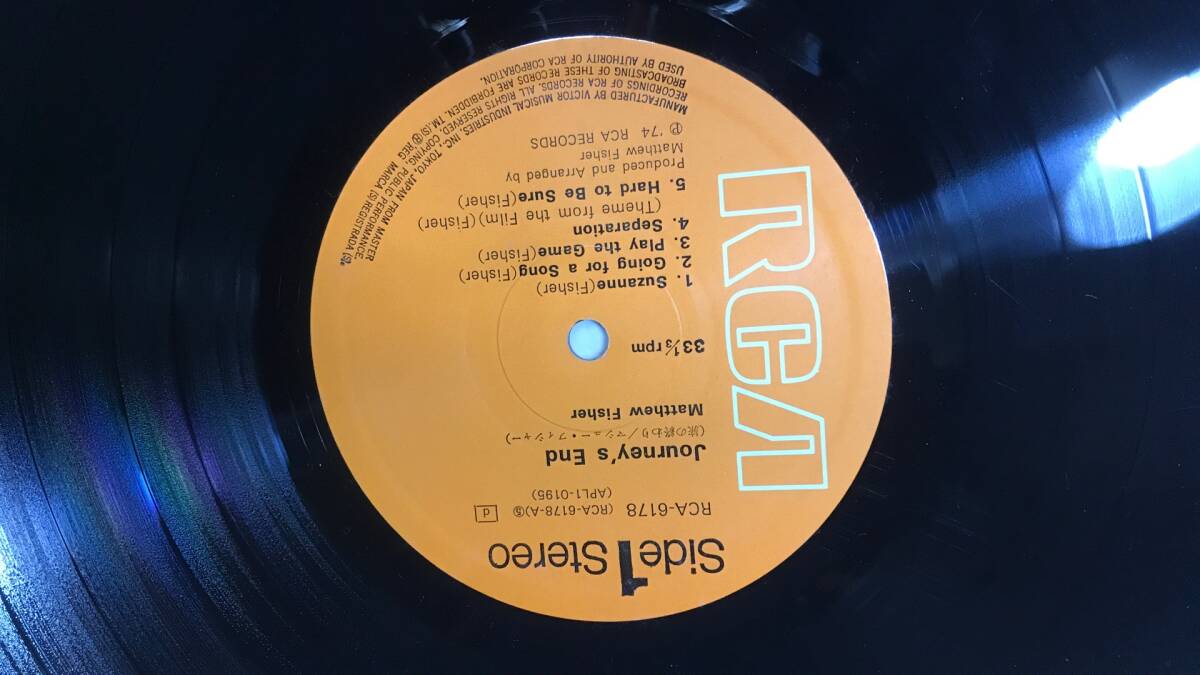 Side 1 Stereo
RCA-6178 (RCA-6178-A)Ⓢ d
(APL1-0195)
Journey's End
(旅の終わり/マシュー・フィシャー)
Matthew Fisher
33⅓ rpm
RCA
1. Suzanne(Fisher)
2. Going for a Song(Fisher)
3. Play the Game(Fisher)
4. Separation
(Theme from the Film)(Fisher)
5. Hard to Be Sure(Fisher)
Produced and Arranged by
Matthew Fisher
Ⓟ '74 RCA RECORDS
MANUFACTURED BY VICTOR MUSICAL INDUSTRIES, INC., TOKYO, JAPAN FROM MASTER
RECORDINGS OF RCA RECORDS. ALL RIGHTS RESERVED, COPYING, PUBLIC PERFORMANCE,
BROADCASTING OF THESE RECORDS ARE FORBIDDEN. TM(S)® REG. MARCA (S) REGISTRADA (S).
USED BY AUTHORITY OF RCA CORPORATION.